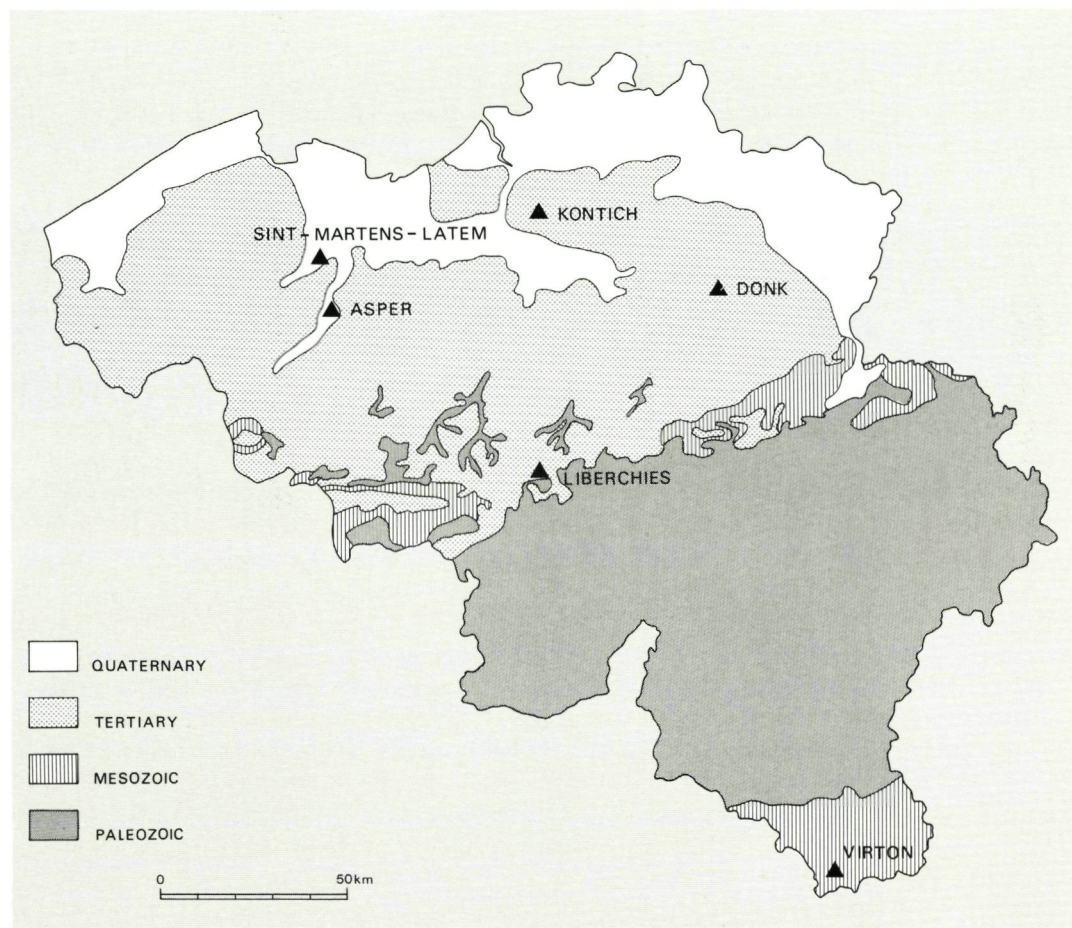 KONTICH
SINT-MARTENS-LATEM
DONK
ASPER
LIBERCHIES
QUATERNARY
TERTIARY
MESOZOIC
PALEOZOIC
VIRTON
0 50km